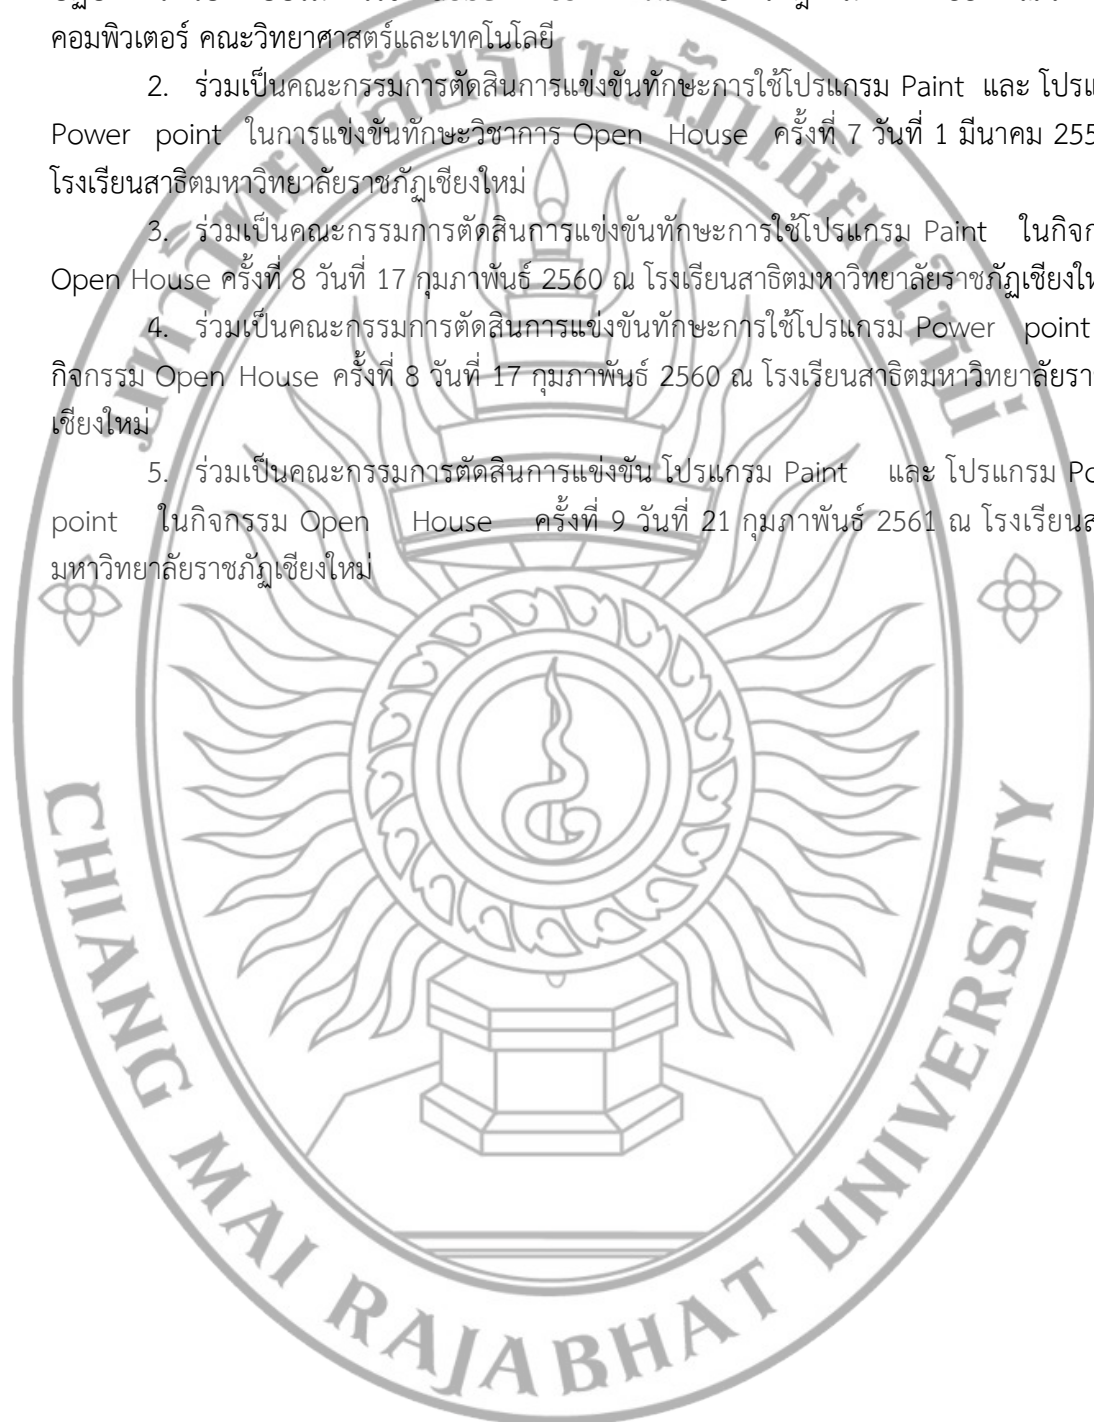 คอมพิวเตอร์ คณะวิทยาศาสตร์และเทคโนโลยี
2. ร่วมเป็นคณะกรรมการตัดสินการแข่งขันทักษะการใช้โปรแกรม Paint และ
Power point ในการแข่งขันทักษะวิชาการ Open House ครั้งที่ 7 วันที่ 1 มีนาคม
โรงเรียนสาธิตมหาวิทยาลัยราชภัฏเชียงใหม่
3. ร่วมเป็นคณะกรรมการตัดสินการแข่งขันทักษะการใช้โปรแกรม Paint
Open House ครั้งที่ 8 วันที่ 17 กุมภาพันธ์ 2560 ณ โรงเรียนสาธิตมหาวิทยาลัยราชภัฏเชียงให
4. ร่วมเป็นคณะกรรมการตัดสินการแข่งขันทักษะการใช้โปรแกรม Power point
กิจกรรม Open House ครั้งที่ 8 วันที่ 17 กุมภาพันธ์ 2560 ณ โรงเรียนสาธิตมหาวิทยาลัยรา
เชียงใหม่
5. ร่วมเป็นคณะกรรมการตัดสินการแข่งขัน โปรแกรม Paint และ โปรแกรม
point ในกิจกรรม Open House ครั้งที่ 9 วันที่ 21 กุมภาพันธ์ 2561 ณ
มหาวิทยาลัยราชภัฏเชียงใหม่
มหาวิทยาลัยราชภัฏเชียงใหม่
CHIANG MAI RAJABHAT UNIVERSITY